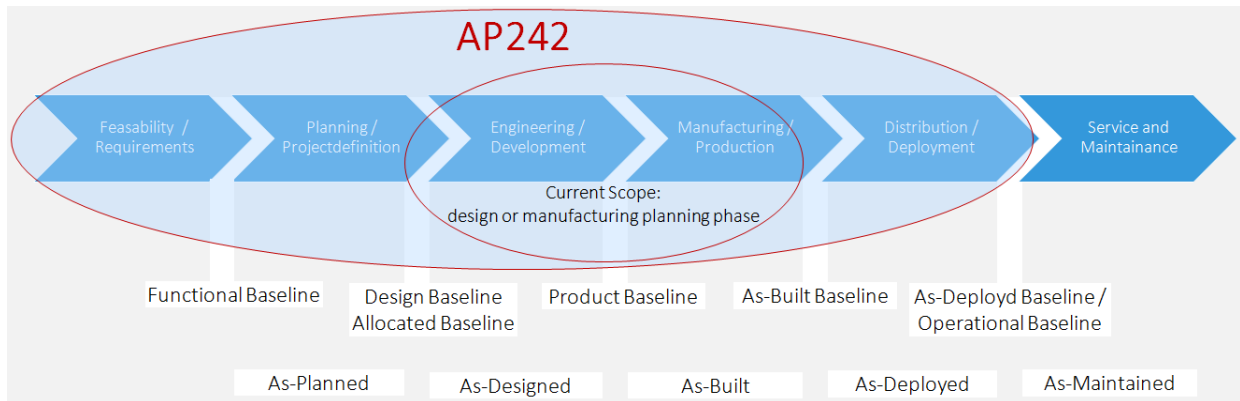 AP242
Feasability /
Requirements
Planning /
Projectdefinition
Engineering /
Development
Manufacturing /
Production
Distribution /
Deployment
Service and
Maintainance
Current Scope:
design or manufacturing planning phase
Functional Baseline
Design Baseline
Allocated Baseline
Product Baseline
As-Built Baseline
As-Deployd Baseline /
Operational Baseline
As-Planned
As-Designed
As-Built
As-Deployed
As-Maintained